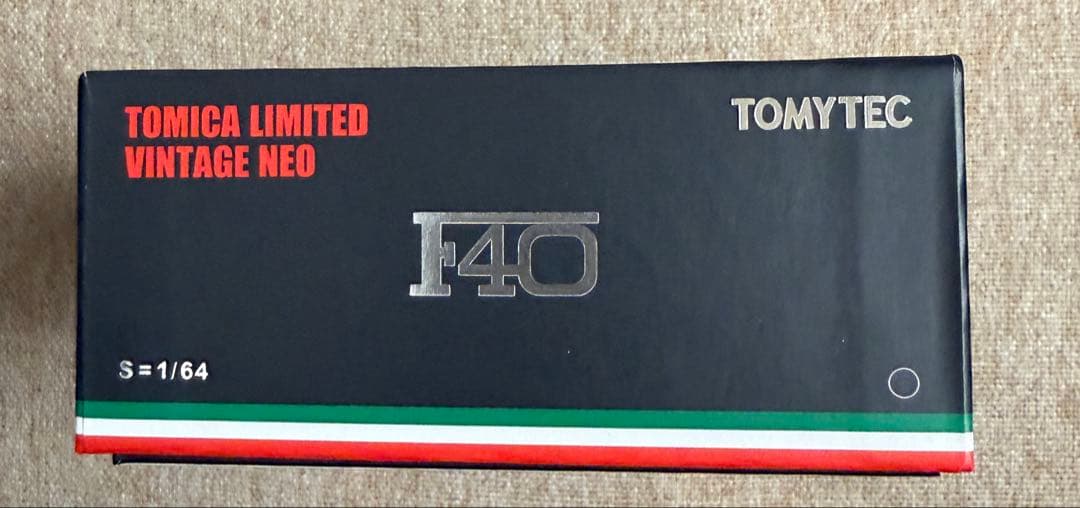 TOMICA LIMITED
VINTAGE NEO
TOMYTEC
F40
S=1/64